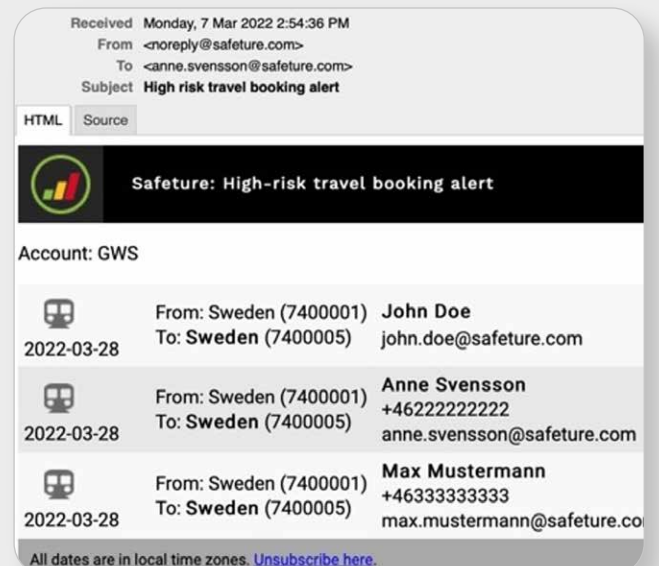 Received Monday, 7 Mar 2022 2:54:36 PM
From <noreply@safeture.com>
To <anne.svensson@safeture.com>
Subject High risk travel booking alert
HTML Source
Safeture: High-risk travel booking alert
Account: GWS
2022-03-28
From: Sweden (7400001)
To: Sweden (7400005)
John Doe
john.doe@safeture.com
2022-03-28
From: Sweden (7400001)
To: Sweden (7400005)
Anne Svensson
+46222222222
anne.svensson@safeture.com
2022-03-28
From: Sweden (7400001)
To: Sweden (7400005)
Max Mustermann
+46333333333
max.mustermann@safeture.co
All dates are in local time zones. Unsubscribe here.